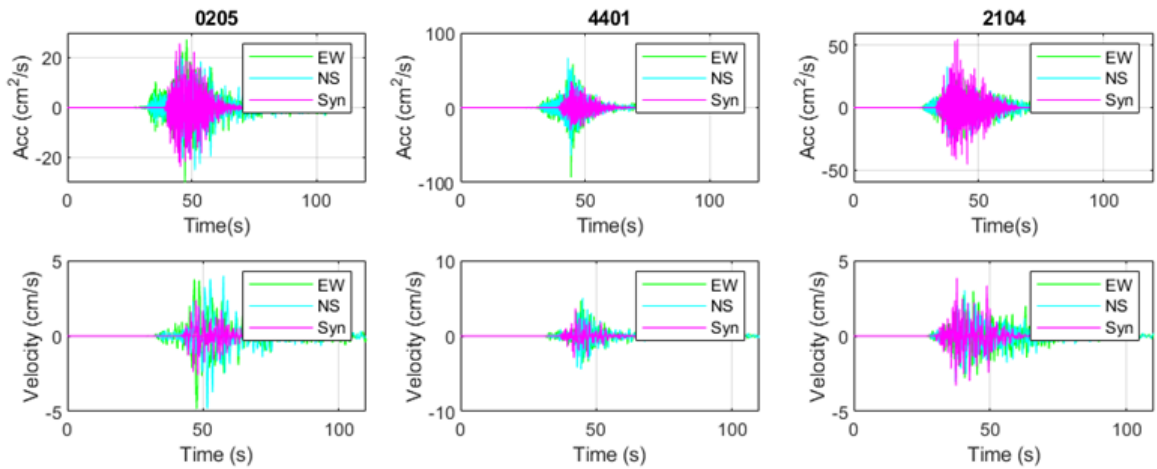 0205
20
0
-20
Acc (cm²/s)
EW
NS
Syn
0 50 100
Time(s)
4401
100
0
-100
Acc (cm²/s)
EW
NS
Syn
0 50 100
Time(s)
2104
50
0
-50
Acc (cm²/s)
EW
NS
Syn
0 50 100
Time(s)
5
0
-5
Velocity (cm/s)
EW
NS
Syn
0 50 100
Time (s)
10
0
-10
Velocity (cm/s)
EW
NS
Syn
0 50 100
Time (s)
5
0
-5
Velocity (cm/s)
EW
NS
Syn
0 50 100
Time (s)